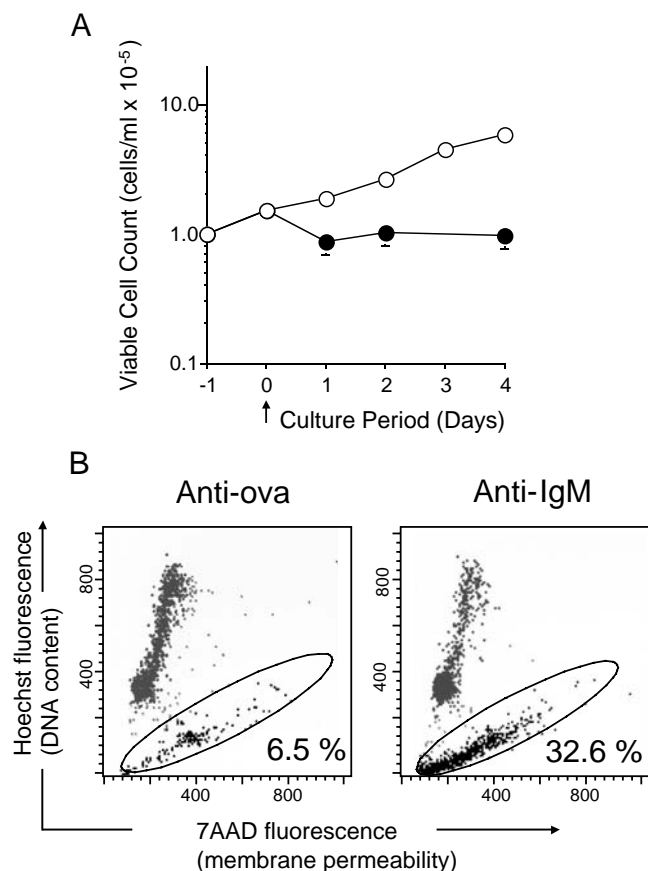 A
Viable Cell Count (cells/ml x 10-5)
10.0
1.0
0.1
-1 0 1 2 3 4
Culture Period (Days)
B
Anti-ova Anti-IgM
Hoechst fluorescence
(DNA content)
800 800
400 400
6.5 % 32.6 %
400 800 400 800
7AAD fluorescence
(membrane permeability)